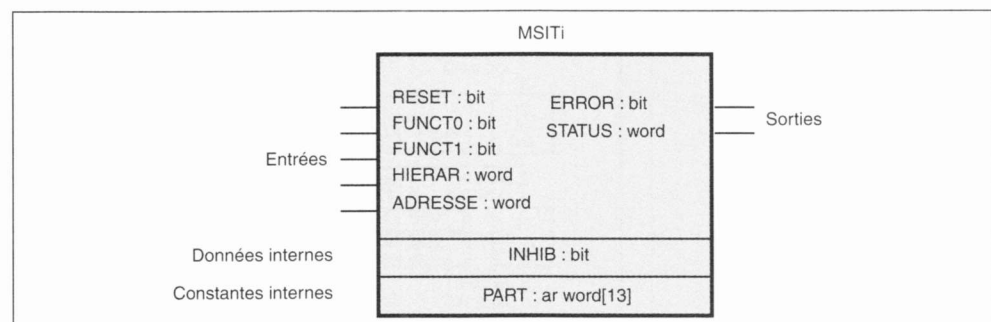 MSITi
RESET : bit
ERROR : bit
FUNCT0 : bit
STATUS : word
Sorties
FUNCT1 : bit
Entrées
HIERAR : word
ADRESSE : word
Données internes
INHIB : bit
Constantes internes
PART : ar word[13]